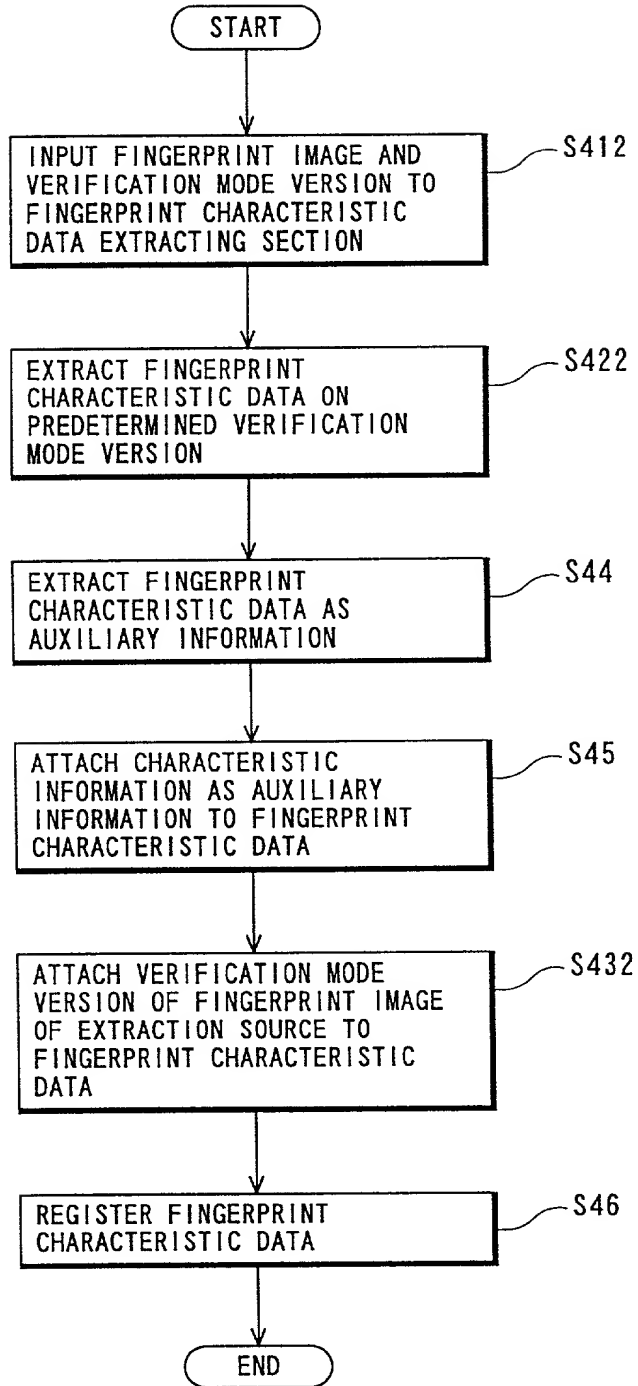 START
INPUT FINGERPRINT IMAGE AND
VERIFICATION MODE VERSION TO
FINGERPRINT CHARACTERISTIC
DATA EXTRACTING SECTION
S412
EXTRACT FINGERPRINT
CHARACTERISTIC DATA ON
PREDETERMINED VERIFICATION
MODE VERSION
S422
EXTRACT FINGERPRINT
CHARACTERISTIC DATA AS
AUXILIARY INFORMATION
S44
ATTACH CHARACTERISTIC
INFORMATION AS AUXILIARY
INFORMATION TO FINGERPRINT
CHARACTERISTIC DATA
S45
ATTACH VERIFICATION MODE
VERSION OF FINGERPRINT IMAGE
OF EXTRACTION SOURCE TO
FINGERPRINT CHARACTERISTIC
DATA
S432
REGISTER FINGERPRINT
CHARACTERISTIC DATA
S46
END